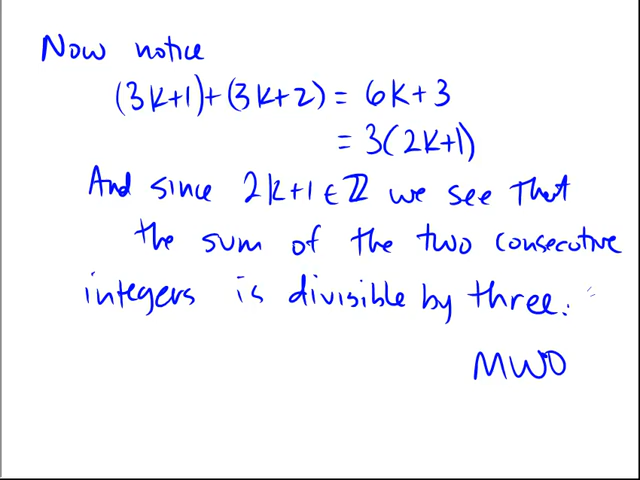 Now notice
(3k+1)+(3k+2) = 6k+3
= 3(2k+1)
And since 2k+1 ∈ ℤ we see that
the sum of the two consecutive
integers is divisible by three.
MWO